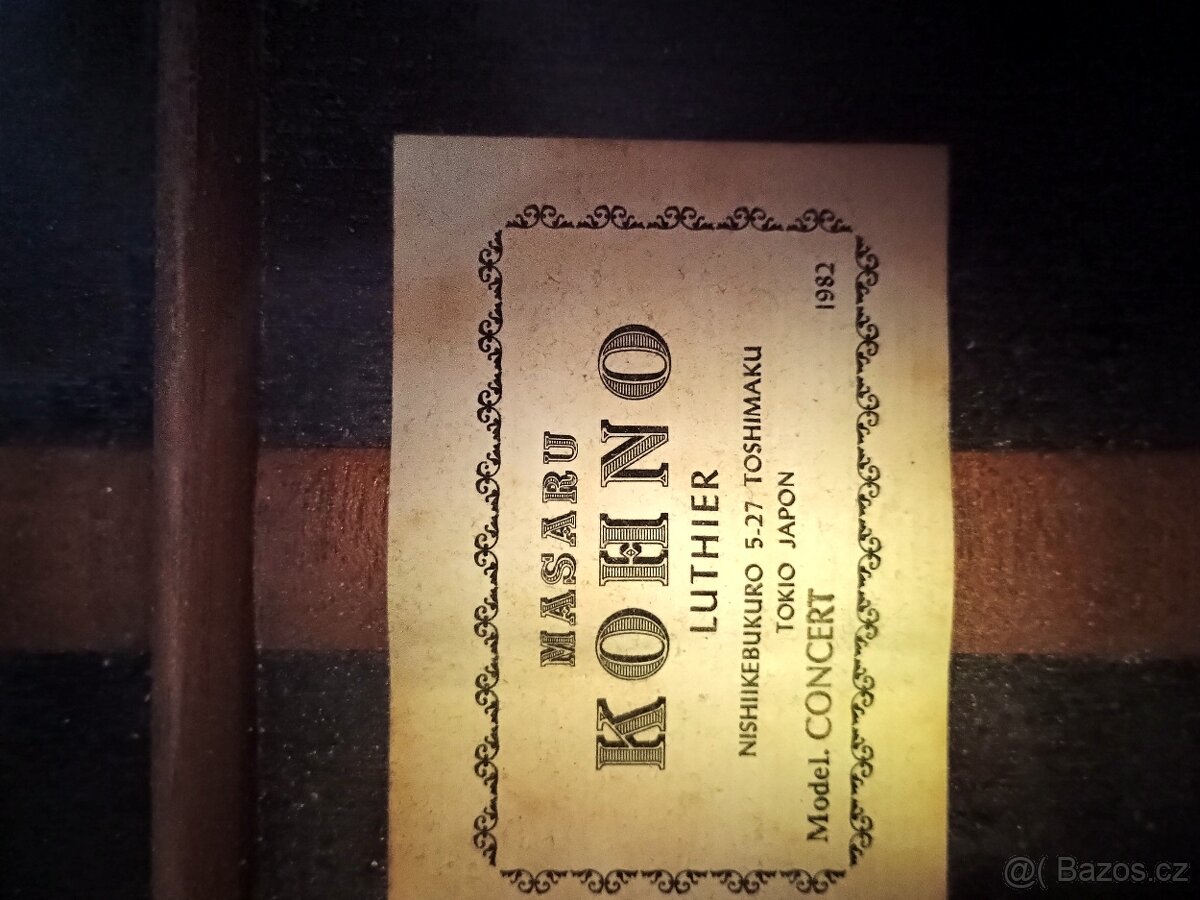 MASARU
KOHNO
LUTHIER
NISHIIKEBUKURO 5-27 TOSHIMAKU
TOKIO JAPON
Model. CONCERT 1982
@( Bazos.cz